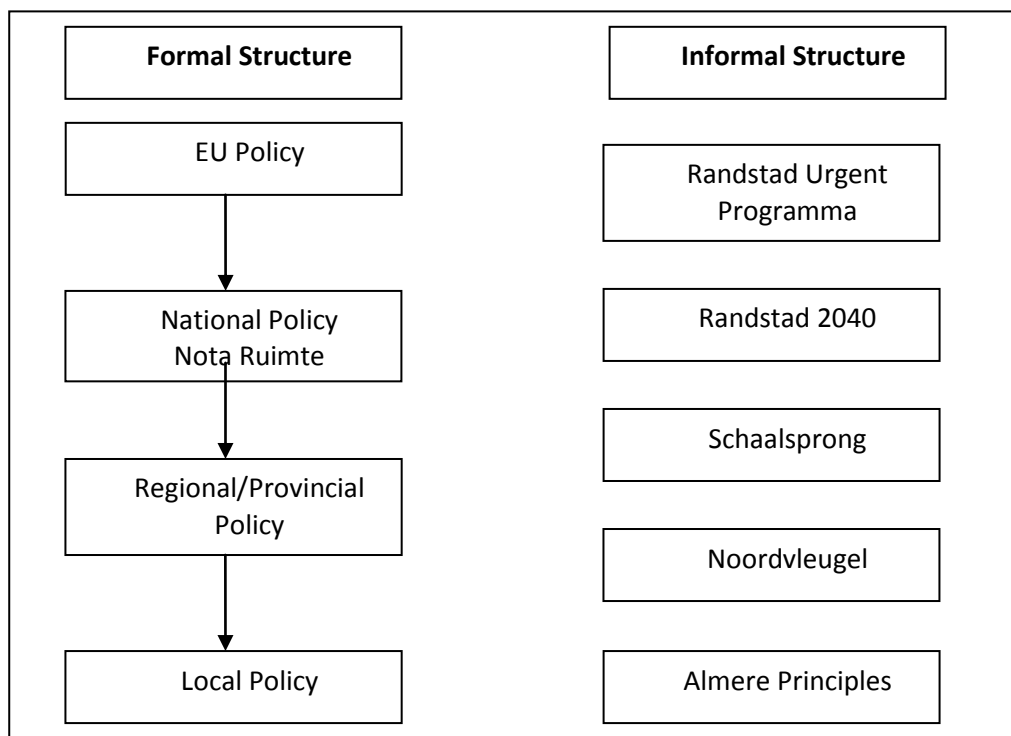 Formal Structure
EU Policy
National Policy
Nota Ruimte
Regional/Provincial
Policy
Local Policy
Informal Structure
Randstad Urgent
Programma
Randstad 2040
Schaalsprong
Noordvleugel
Almere Principles